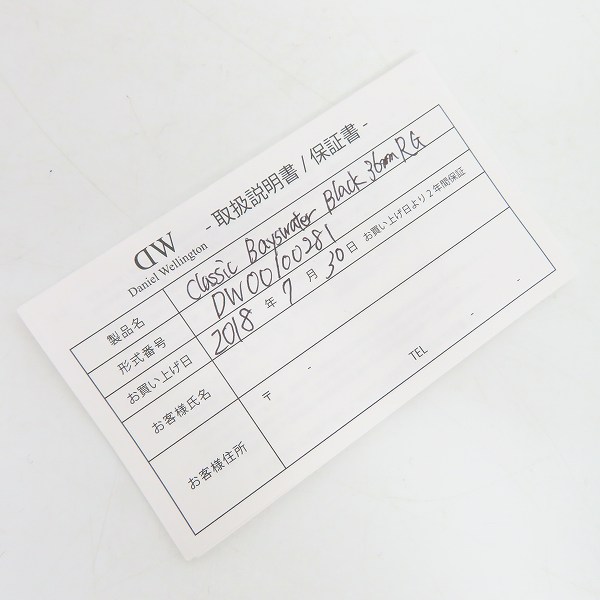 DW
Daniel Wellington
- 取扱説明書 / 保証書 -
製品名 Classic Bayswater Black 36mm RG
形式番号 DW00100281
お買い上げ日 2018 年 7 月 30 日 お買い上げ日より2年間保証
お客様氏名
お客様住所 〒 - TEL - -